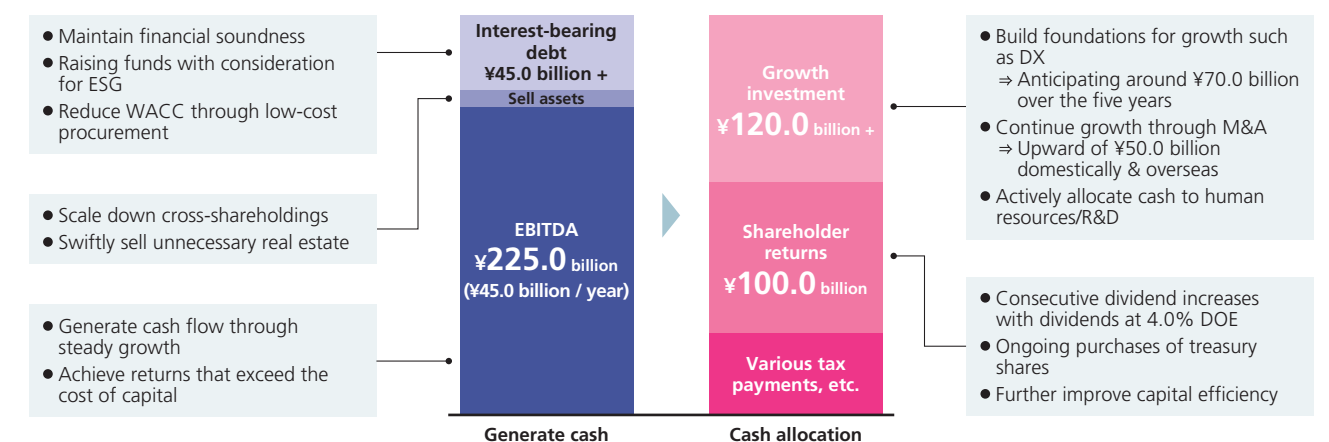 ● Maintain financial soundness
● Raising funds with consideration
for ESG
● Reduce WACC through low-cost
procurement
● Scale down cross-shareholdings
● Swiftly sell unnecessary real estate
● Generate cash flow through
steady growth
● Achieve returns that exceed the
cost of capital
Interest-bearing
debt
¥45.0 billion +
Sell assets
EBITDA
¥225.0 billion
(¥45.0 billion / year)
Generate cash
Growth
investment
¥120.0 billion +
Shareholder
returns
¥100.0 billion
Various tax
payments, etc.
Cash allocation
● Build foundations for growth such
as DX
⇒ Anticipating around ¥70.0 billion
over the five years
● Continue growth through M&A
⇒ Upward of ¥50.0 billion
domestically & overseas
● Actively allocate cash to human
resources/R&D
● Consecutive dividend increases
with dividends at 4.0% DOE
● Ongoing purchases of treasury
shares
● Further improve capital efficiency